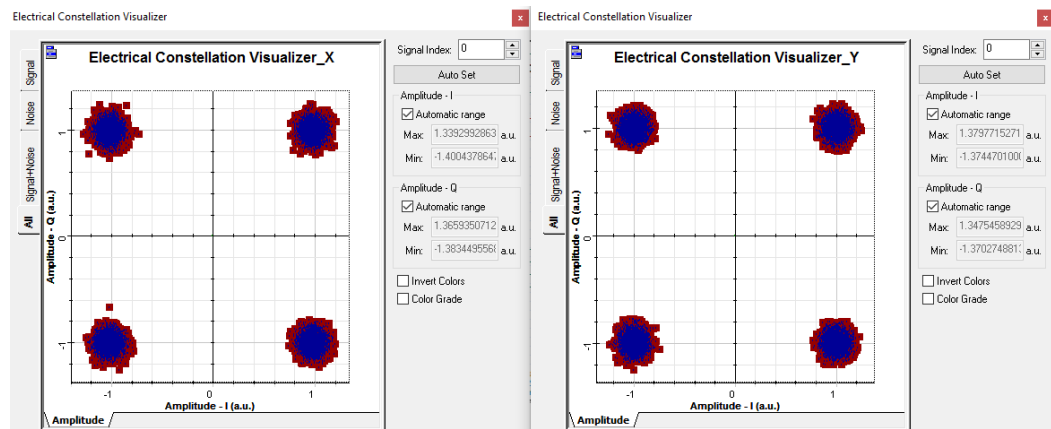 Electrical Constellation Visualizer
x
Electrical Constellation Visualizer_X
Signal
Noise
Signal+Noise
All
Amplitude - Q (a.u.)
1
0
-1
-1
0
1
Amplitude - I (a.u.)
Amplitude
Signal Index: 0
Auto Set
Amplitude - I
Automatic range
Max: 1.3392992863 a.u.
Min: -1.4004378647 a.u.
Amplitude - Q
Automatic range
Max: 1.3659350712 a.u.
Min: a.u.
Invert Colors
Color Grade
Electrical Constellation Visualizer
x
Electrical Constellation Visualizer_Y
Signal
Noise
Signal+Noise
All
Amplitude - Q (a.u.)
1
0
-1
-1
0
1
Amplitude - I (a.u.)
Amplitude
Signal Index: 0
Auto Set
Amplitude - I
Automatic range
Max: 1.3797715271 a.u.
Min: a.u.
Amplitude - Q
Automatic range
Max: 1.3475458929 a.u.
Min: a.u.
Invert Colors
Color Grade